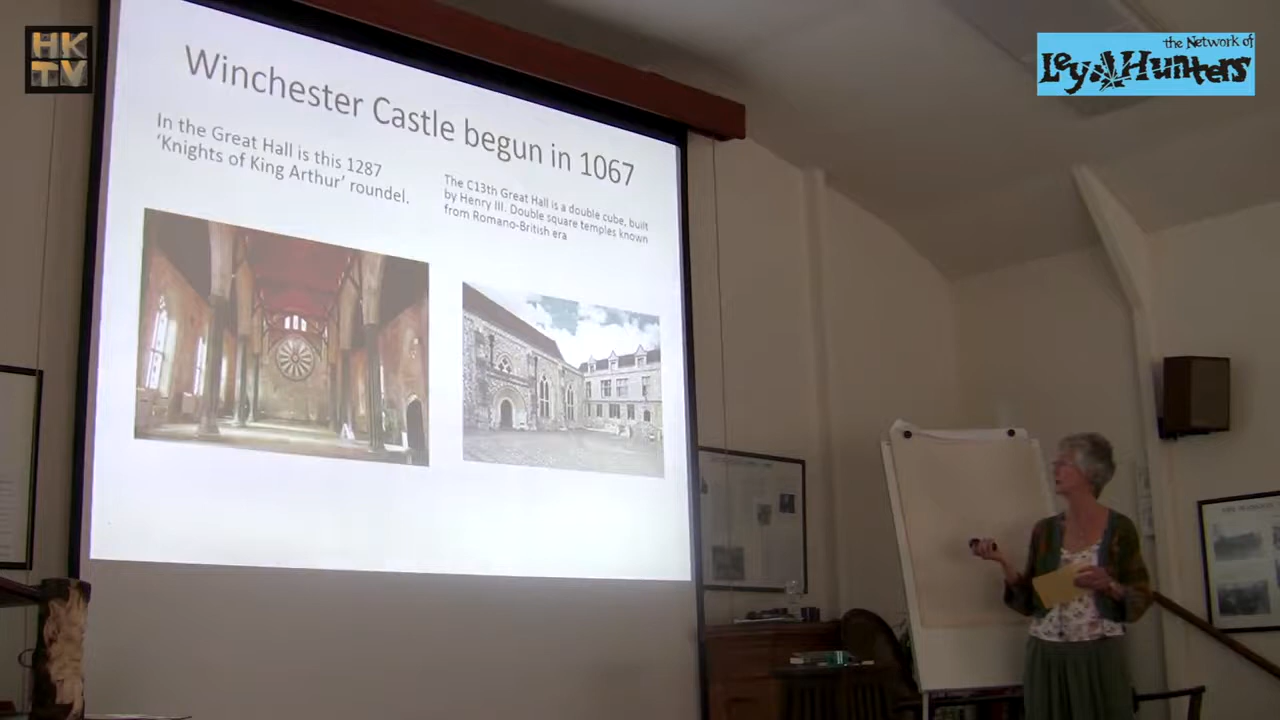 HK
TV
the Network of
Ley Hunters
Winchester Castle begun in 1067
In the Great Hall is this 1287
‘Knights of King Arthur’ roundel.
The C13th Great Hall is a double cube, built
by Henry III. Double square temples known
from Romano-British era